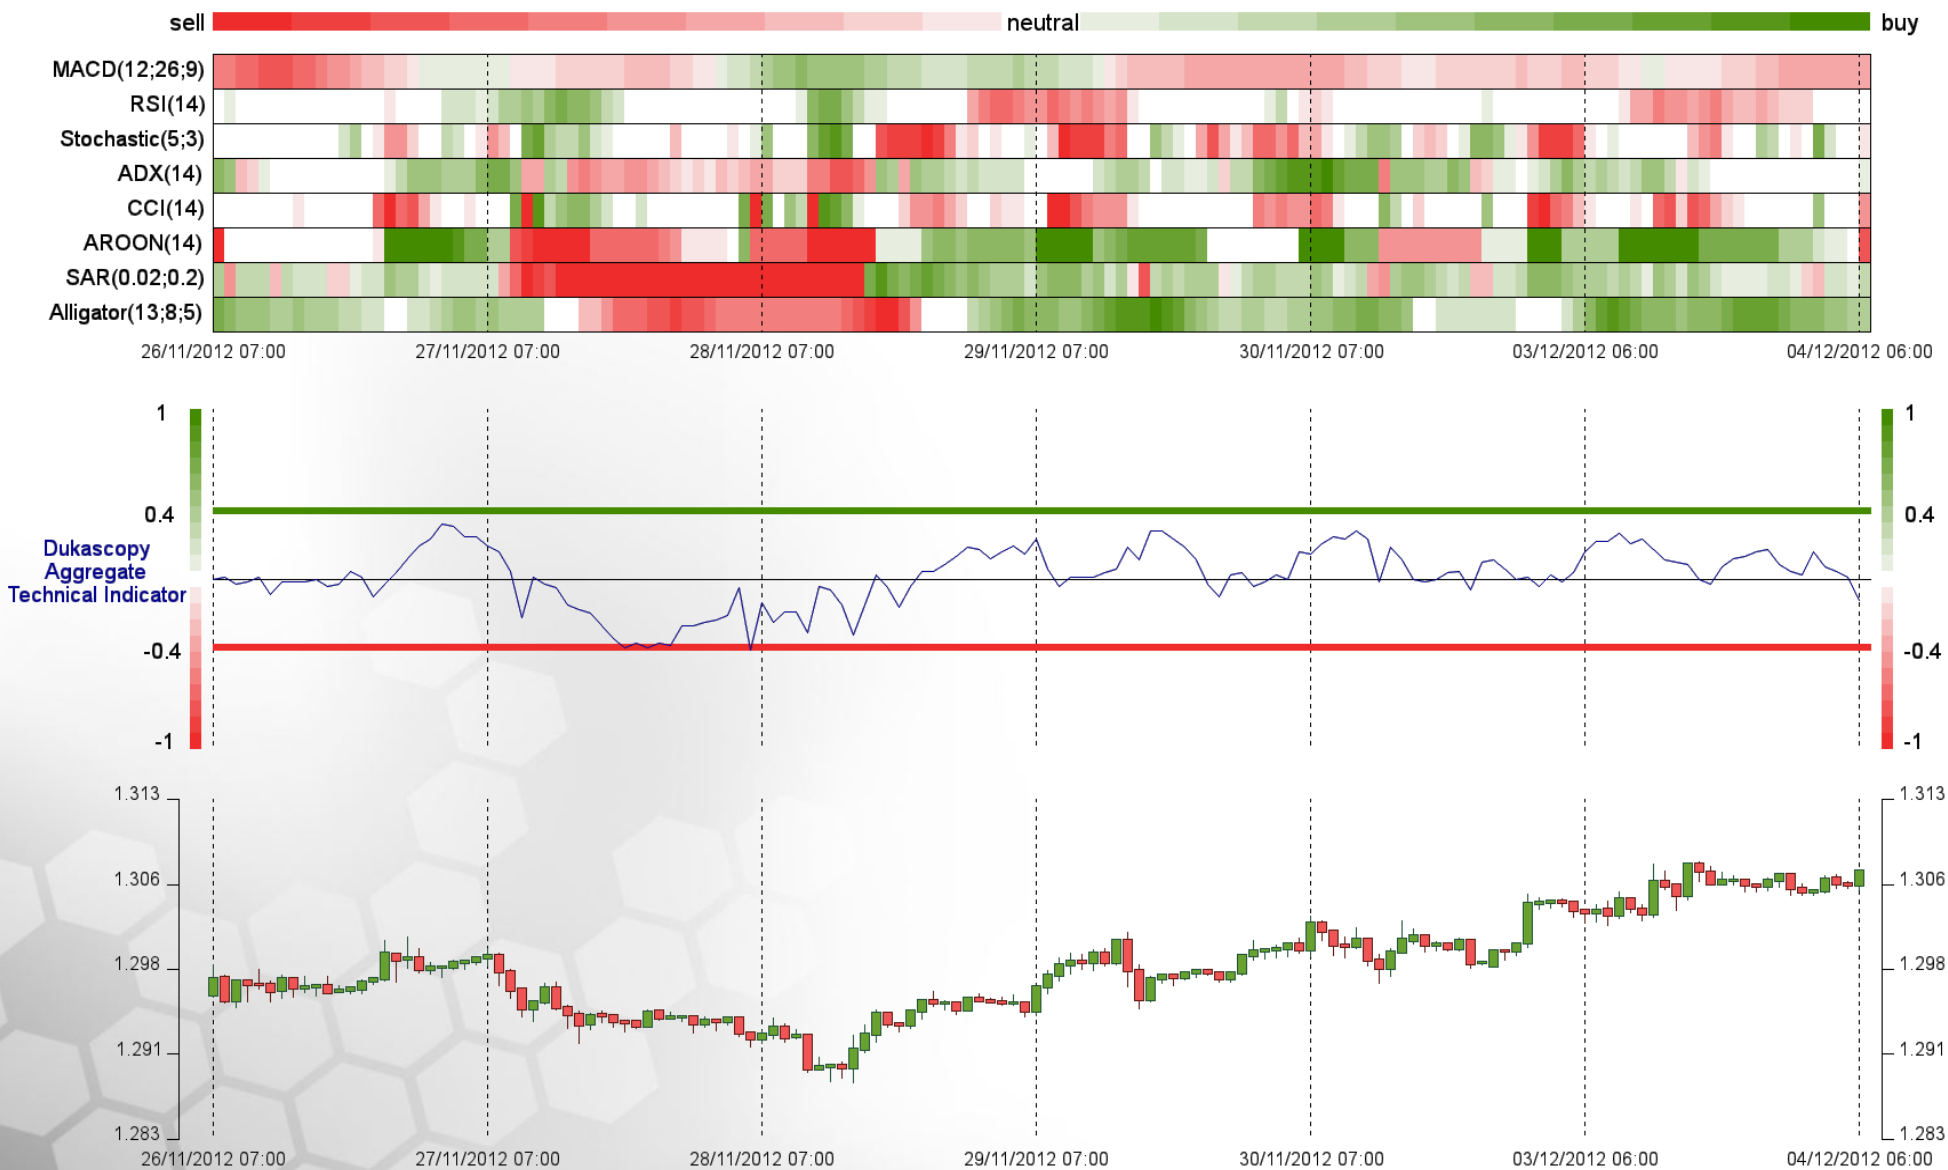 sell neutral buy
MACD(12;26;9)
RSI(14)
Stochastic(5;3)
ADX(14)
CCI(14)
AROON(14)
SAR(0.02;0.2)
Alligator(13;8;5)
26/11/2012 07:00 27/11/2012 07:00 28/11/2012 07:00 29/11/2012 07:00 30/11/2012 07:00 03/12/2012 06:00 04/12/2012 06:00
1 1
0.4 0.4
Dukascopy
Aggregate
Technical Indicator
-0.4 -0.4
-1 -1
1.313 1.313
1.306 1.306
1.298 1.298
1.291 1.291
1.283 1.283
26/11/2012 07:00 27/11/2012 07:00 28/11/2012 07:00 29/11/2012 07:00 30/11/2012 07:00 03/12/2012 06:00 04/12/2012 06:00